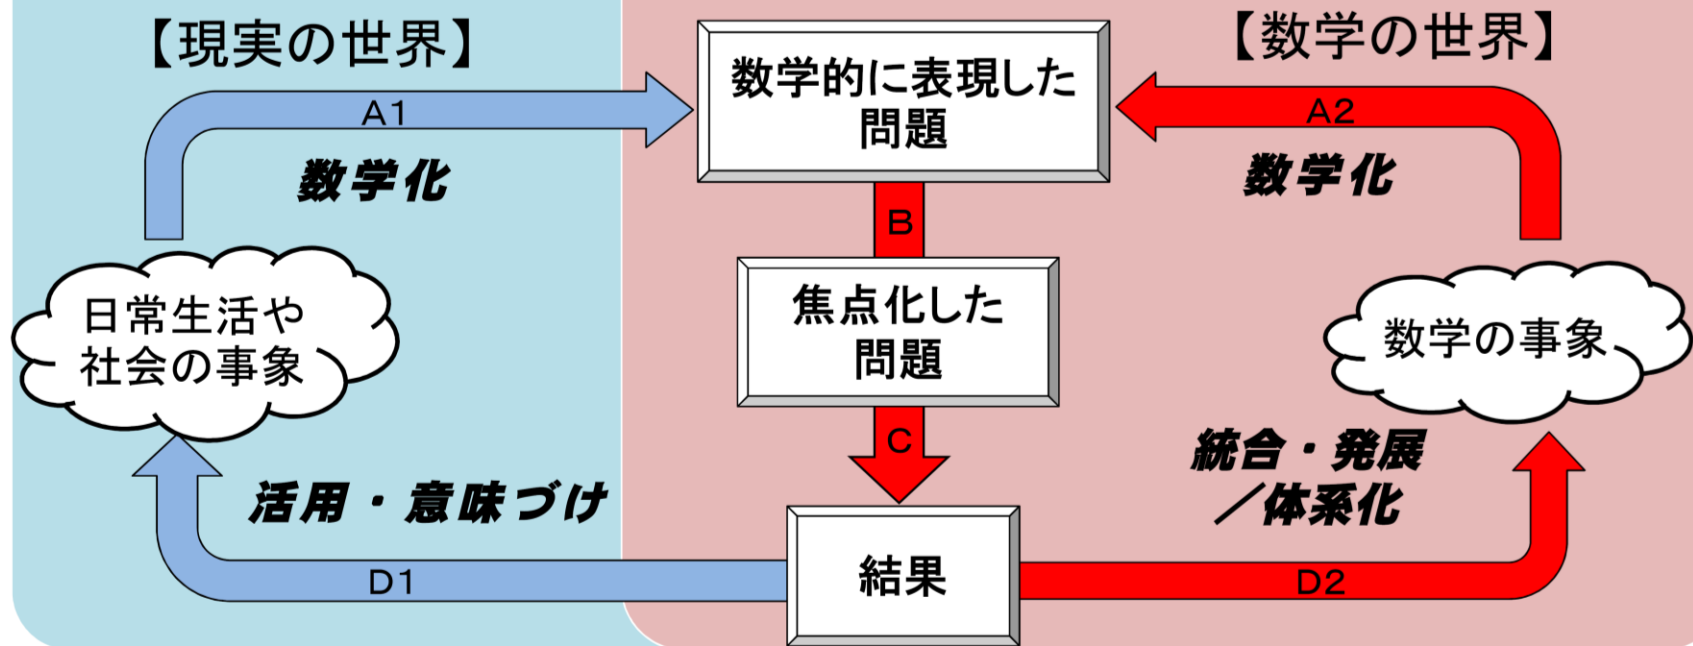 【現実の世界】
【数学の世界】
数学的に表現した
問題
A1
A2
数学化
数学化
B
日常生活や
社会の事象
焦点化した
問題
数学の事象
C
活用・意味づけ
統合・発展
／体系化
結果
D1
D2